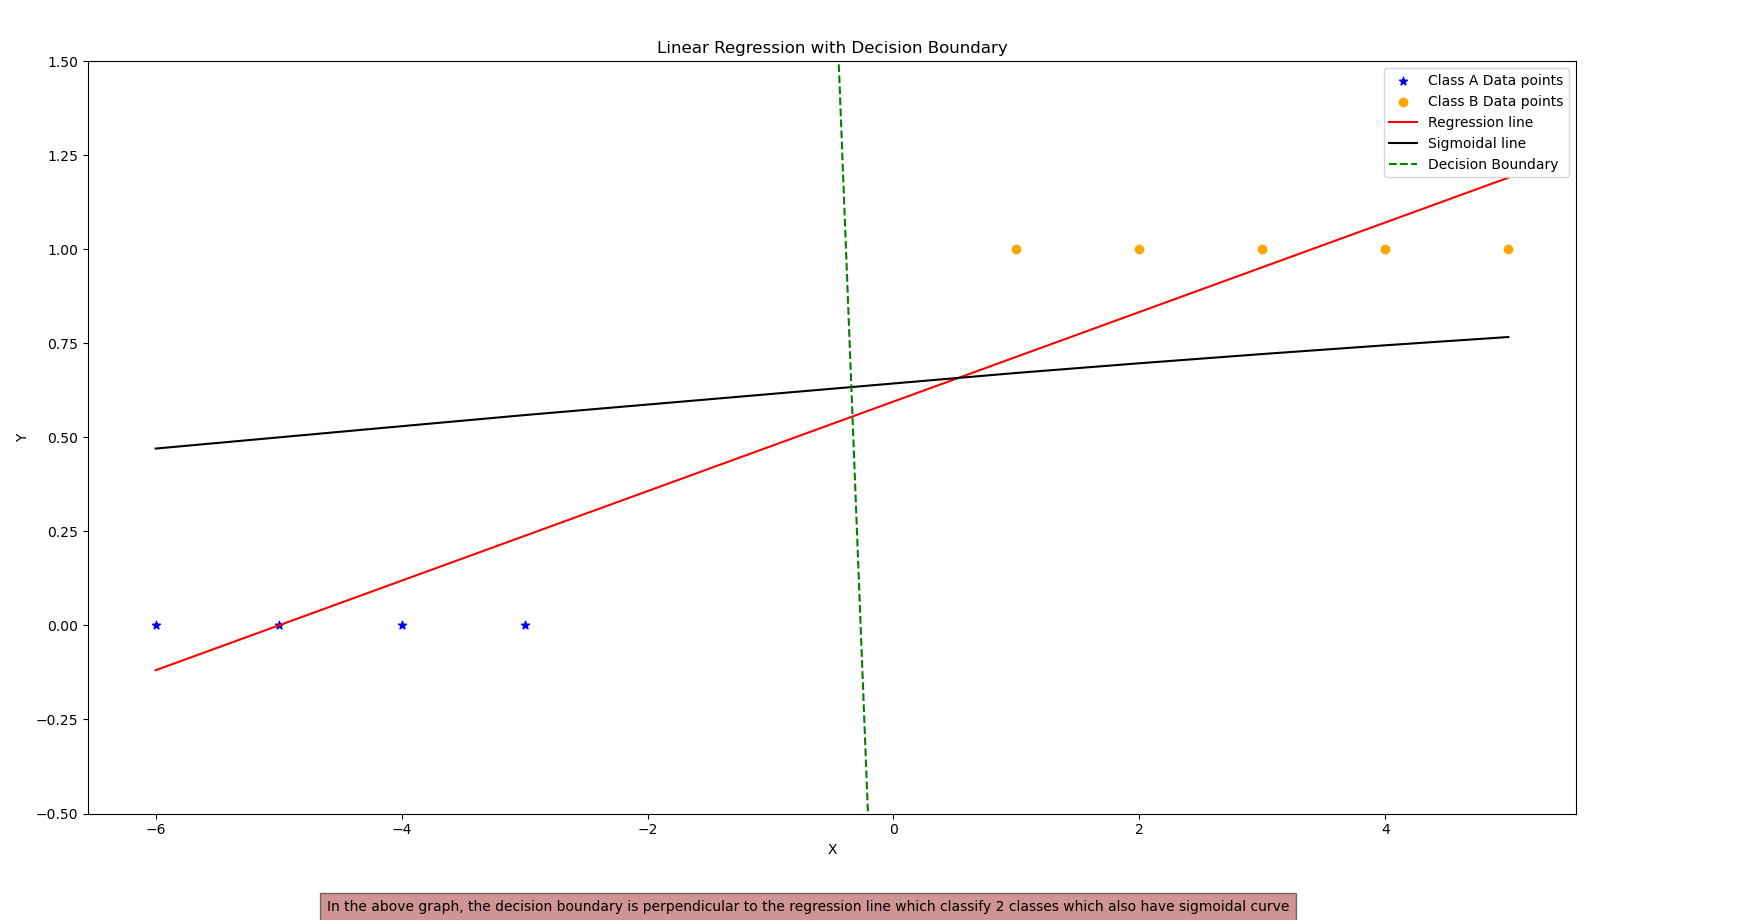 Linear Regression with Decision Boundary
1.50
1.25
1.00
0.75
0.50
0.25
0.00
−0.25
−0.50
Y
Class A Data points
Class B Data points
Regression line
Sigmoidal line
Decision Boundary
−6
−4
−2
0
2
4
X
In the above graph, the decision boundary is perpendicular to the regression line which classify 2 classes which also have sigmoidal curve